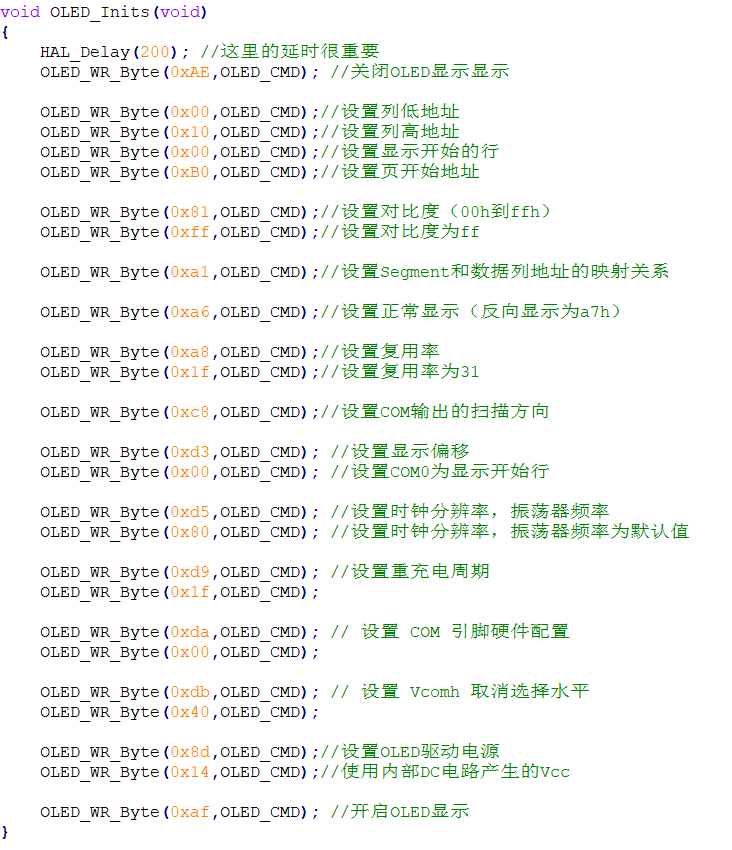 void OLED_Inits(void)
{
HAL_Delay(200); //这里的延时很重要
OLED_WR_Byte(0xAE,OLED_CMD); //关闭OLED显示显示
OLED_WR_Byte(0x00,OLED_CMD);//设置列低地址
OLED_WR_Byte(0x10,OLED_CMD);//设置列高地址
OLED_WR_Byte(0x00,OLED_CMD);//设置显示开始的行
OLED_WR_Byte(0xB0,OLED_CMD);//设置页开始地址
OLED_WR_Byte(0x81,OLED_CMD);//设置对比度（00h到ffh）
OLED_WR_Byte(0xff,OLED_CMD);//设置对比度为ff
OLED_WR_Byte(0xa1,OLED_CMD);//设置Segment和数据列地址的映射关系
OLED_WR_Byte(0xa6,OLED_CMD);//设置正常显示（反向显示为a7h）
OLED_WR_Byte(0xa8,OLED_CMD);//设置复用率
OLED_WR_Byte(0x1f,OLED_CMD);//设置复用率为31
OLED_WR_Byte(0xc8,OLED_CMD);//设置COM输出的扫描方向
OLED_WR_Byte(0xd3,OLED_CMD); //设置显示偏移
OLED_WR_Byte(0x00,OLED_CMD); //设置COM0为显示开始行
OLED_WR_Byte(0xd5,OLED_CMD); //设置时钟分辨率，振荡器频率
OLED_WR_Byte(0x80,OLED_CMD); //设置时钟分辨率，振荡器频率为默认值
OLED_WR_Byte(0xd9,OLED_CMD); //设置重充电周期
OLED_WR_Byte(0x1f,OLED_CMD);
OLED_WR_Byte(0xda,OLED_CMD); // 设置 COM 引脚硬件配置
OLED_WR_Byte(0x00,OLED_CMD);
OLED_WR_Byte(0xdb,OLED_CMD); // 设置 Vcomh 取消选择水平
OLED_WR_Byte(0x40,OLED_CMD);
OLED_WR_Byte(0x8d,OLED_CMD);//设置OLED驱动电源
OLED_WR_Byte(0x14,OLED_CMD);//使用内部DC电路产生的Vcc
OLED_WR_Byte(0xaf,OLED_CMD); //开启OLED显示
}